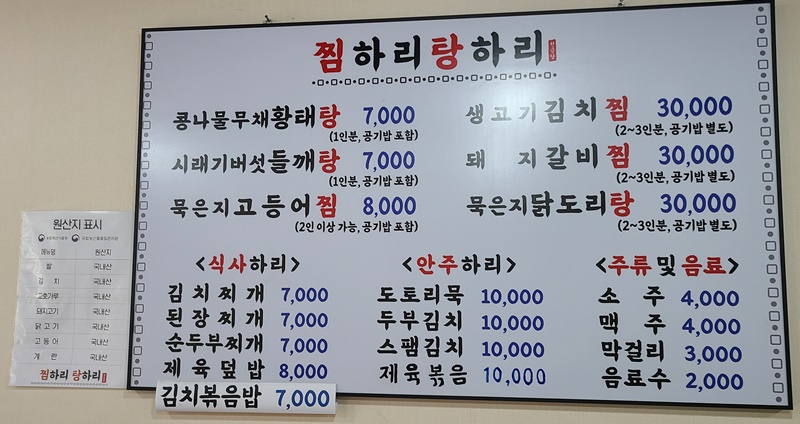 찜하리탕하리
콩나물무채황태탕 7,000
(1인분, 공기밥 포함)
시래기버섯들깨탕 7,000
(1인분, 공기밥 포함)
묵은지고등어찜 8,000
(2인 이상 가능, 공기밥 포함)
생고기김치찜 30,000
(2~3인분, 공기밥 별도)
돼지갈비찜 30,000
(2~3인분, 공기밥 별도)
묵은지닭도리탕 30,000
(2~3인분, 공기밥 별도)
<식사하리>
김치찌개 7,000
된장찌개 7,000
순두부찌개 7,000
제육덮밥 8,000
김치볶음밥 7,000
<안주하리>
도토리묵 10,000
두부김치 10,000
스팸김치 10,000
제육볶음 10,000
<주류및음료>
소주 4,000
맥주 4,000
막걸리 3,000
음료수 2,000
원산지 표시
메뉴명 원산지
쌀 국내산
김치 국내산
고춧가루 국내산
돼지고기 국내산
닭고기 국내산
고등어 국내산
계란 국내산
찜하리 탕하리